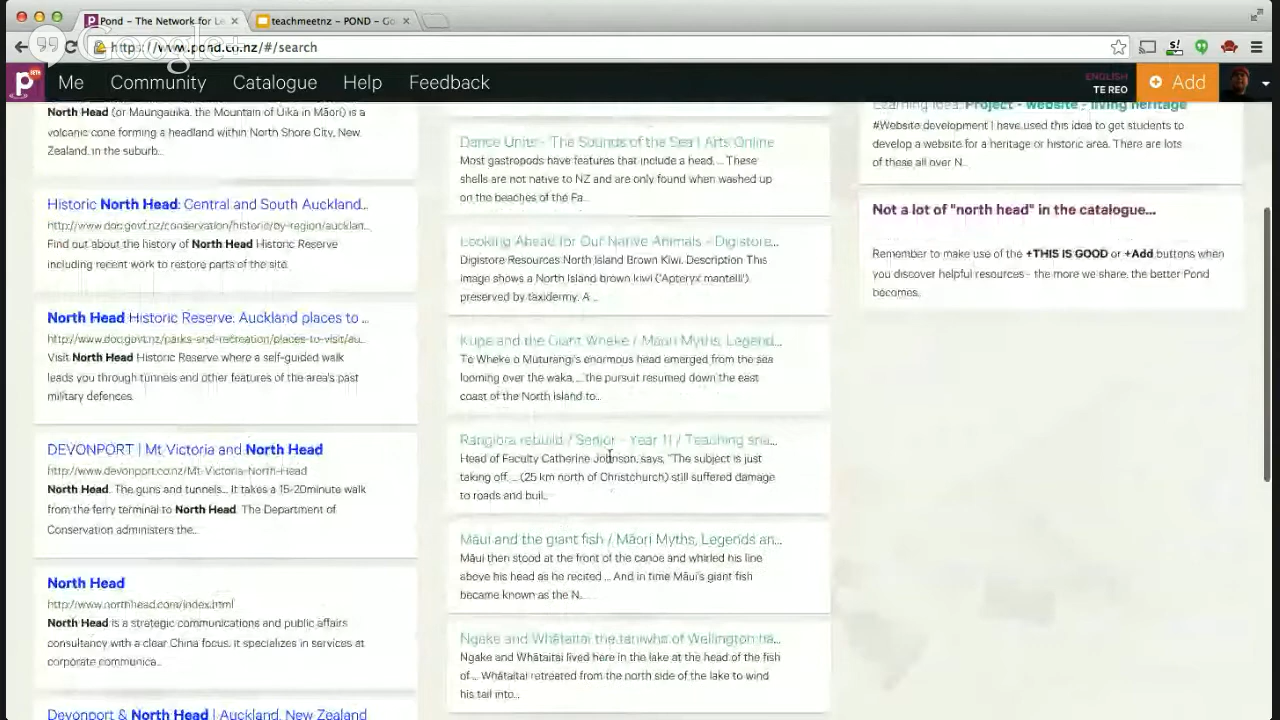 Pond – The Network for Le
teachmeetnz – POND – Go
https://www.pond.co.nz/#/search
Google+
p BETA
Me
Community
Catalogue
Help
Feedback
ENGLISH
TE REO
Add
North Head (or Maungauika, the Mountain of Uika in Māori) is a
volcanic cone forming a headland within North Shore City, New
Zealand, in the suburb...
Historic North Head: Central and South Auckland...
http://www.doc.govt.nz/conservation/historic/by-region/aucklan...
Find out about the history of North Head Historic Reserve
including recent work to restore parts of the site.
North Head Historic Reserve: Auckland places to ...
http://www.doc.govt.nz/parks-and-recreation/places-to-visit/au...
Visit North Head Historic Reserve where a self-guided walk
leads you through tunnels and other features of the area's past
military defences.
DEVONPORT | Mt Victoria and North Head
http://www.devonport.co.nz/Mt-Victoria-North-Head
North Head. The guns and tunnels... It takes a 15-20minute walk
from the ferry terminal to North Head. The Department of
Conservation administers the...
North Head
http://www.northhead.com/index.html
North Head is a strategic communications and public affairs
consultancy with a clear China focus. It specializes in services at
corporate communica...
Devonport & North Head | Auckland, New Zealand
Dance Unite - The Sounds of the Sea | Arts Online
Most gastropods have features that include a head, ... These
shells are not native to NZ and are only found when washed up
on the beaches of the Fa...
Looking Ahead for Our Native Animals - Digistore...
Digistore Resources North Island Brown Kiwi. Description This
image shows a North Island brown kiwi ('Apteryx mantelli')
preserved by taxidermy. A ...
Kupe and the Giant Wheke / Māori Myths, Legend...
Te Wheke o Muturangi's enormous head emerged from the sea
looming over the waka, ... the pursuit resumed down the east
coast of the North Island to...
Rangiora rebuild / Senior - Year 11 / Teaching sna...
Head of Faculty Catherine Johnson, says, "The subject is just
taking off, ... (25 km north of Christchurch) still suffered damage
to roads and buil...
Māui and the giant fish / Māori Myths, Legends an...
Māui then stood at the front of the canoe and whirled his line
above his head as he recited ... And in time Māui's giant fish
became known as the N...
Ngake and Whātaitai the taniwha of Wellington ha...
Ngake and Whātaitai lived here in the lake at the head of the fish
of... Whātaitai retreated from the north side of the lake to wind
his tail into...
Learning Idea: Project - website - living heritage
#Website development I have used this idea to get students to
develop a website for a heritage or historic area. There are lots
of these all over N...
Not a lot of "north head" in the catalogue...
Remember to make use of the +THIS IS GOOD or +Add buttons when
you discover helpful resources - the more we share, the better Pond
becomes.